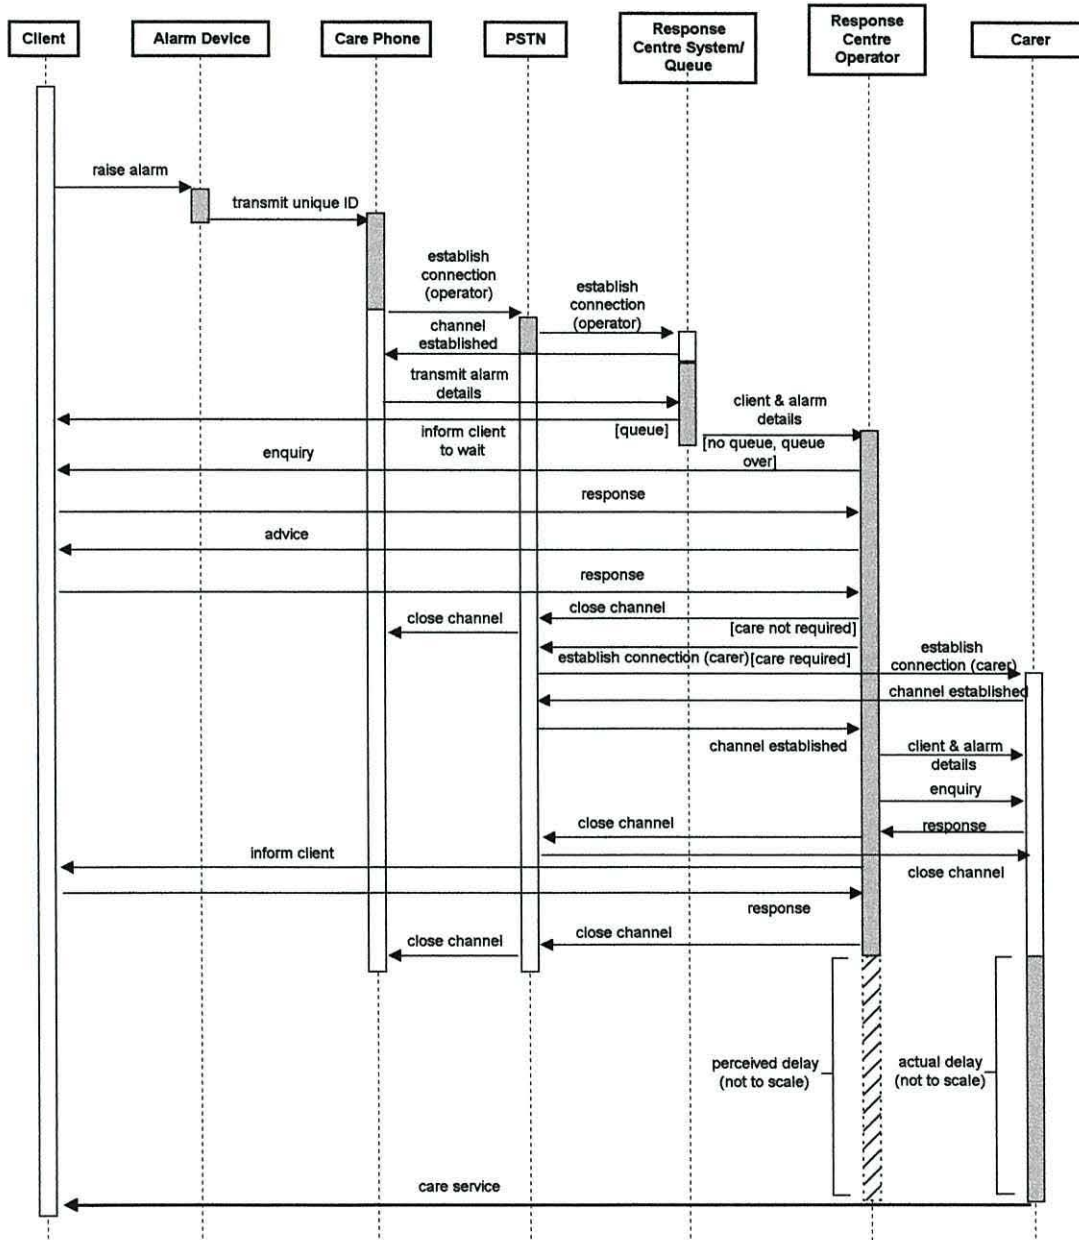 Client
Alarm Device
Care Phone
PSTN
Response
Centre System/
Queue
Response
Centre
Operator
Carer
raise alarm
transmit unique ID
establish
connection
(operator)
establish
connection
(operator)
channel
established
transmit alarm
details
client & alarm
details
[queue]
[no queue, queue
over]
inform client
to wait
enquiry
response
advice
response
close channel
close channel
[care not required]
establish connection (carer)
[care required]
establish
connection (carer)
channel established
channel established
client & alarm
details
enquiry
close channel
response
inform client
close channel
response
close channel
close channel
perceived delay
(not to scale)
actual delay
(not to scale)
care service